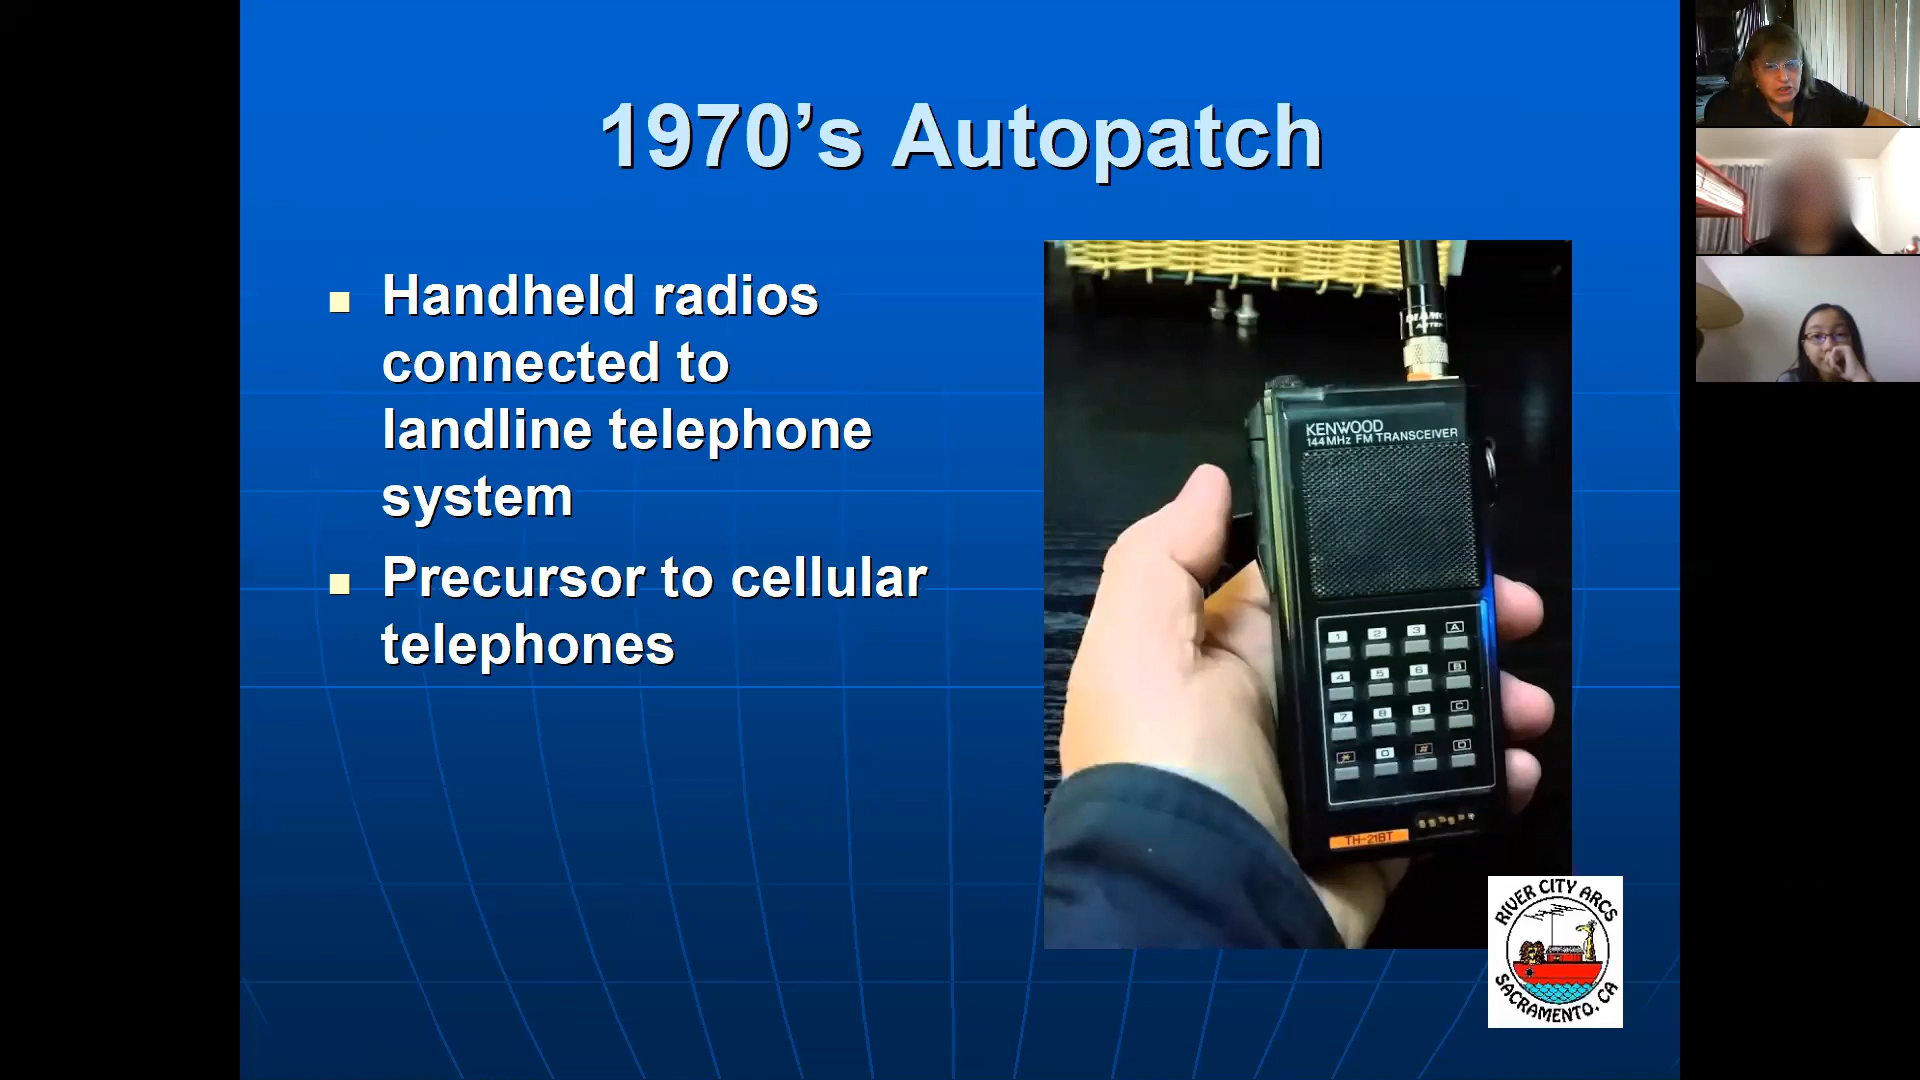 1970’s Autopatch
Handheld radios
connected to
landline telephone
system
Precursor to cellular
telephones
KENWOOD
144MHz FM TRANSCEIVER
1 2 3 A
4 5 6 B
7 8 9 C
* 0 # D
TH-21BT
RIVER CITY ARCS
SACRAMENTO, CA